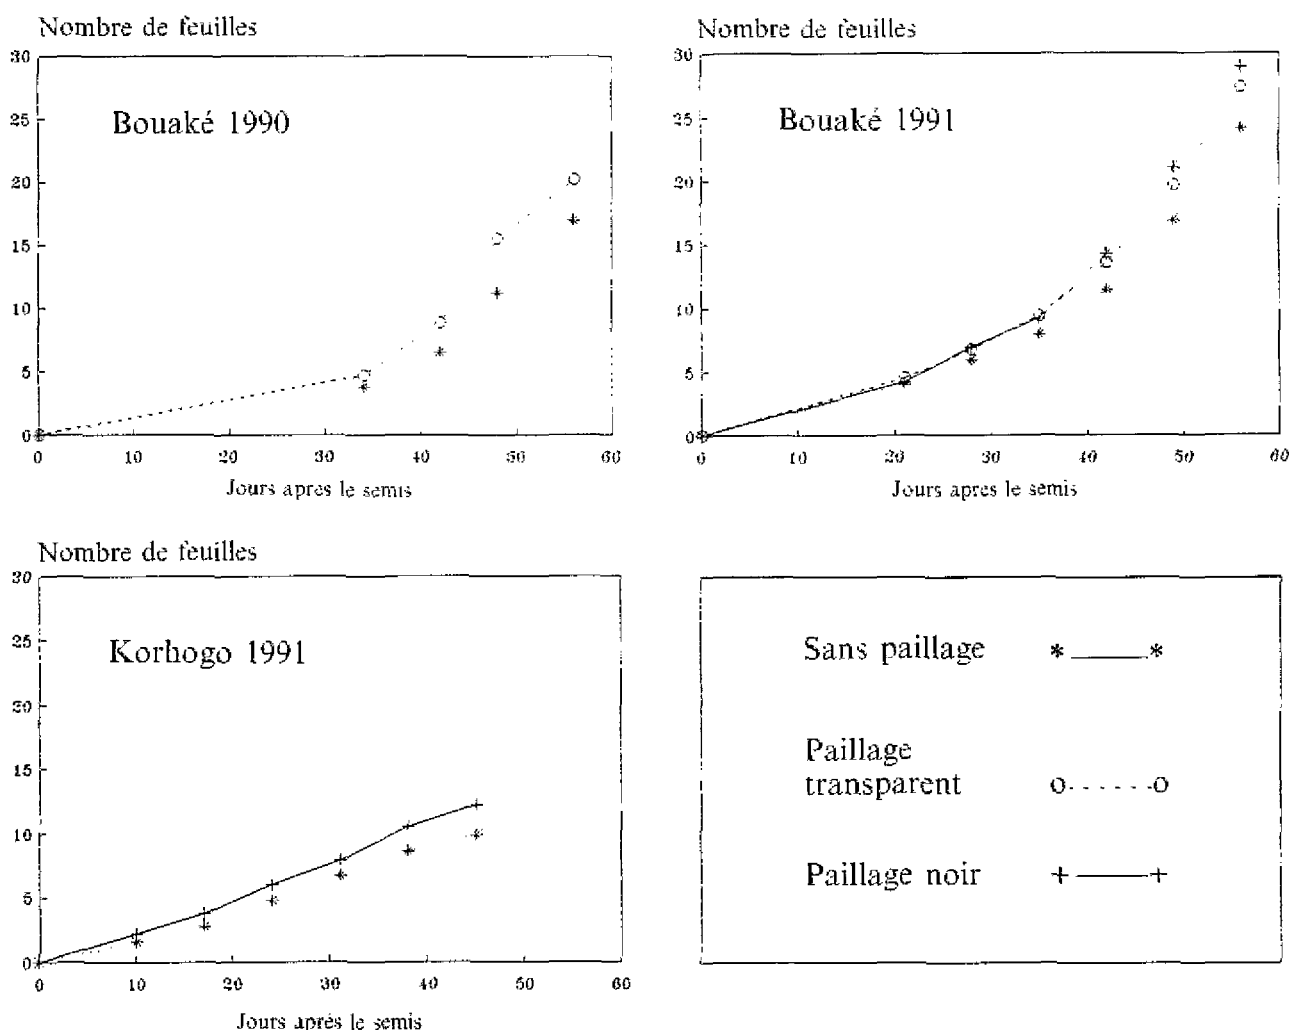 Nombre de feuilles
30
25
20
15
10
5
0
Bouaké 1990
0 10 20 30 40 50 60
Jours après le semis
Nombre de feuilles
30
25
20
15
10
5
0
Bouaké 1991
0 10 20 30 40 50 60
Jours après le semis
Nombre de feuilles
30
25
20
15
10
5
0
Korhogo 1991
0 10 20 30 40 50 60
Jours après le semis
Sans paillage * *
Paillage
transparent o o
Paillage noir + +